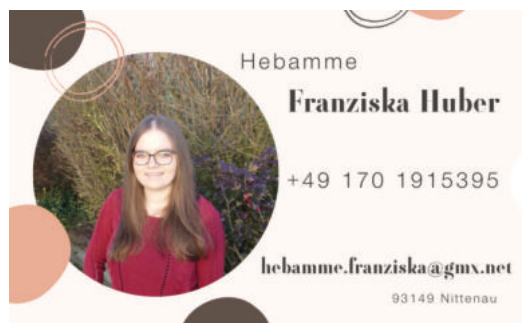 Hebamme
Franziska Huber
+49 170 1915395
hebamme.franziska@gmx.net
93149 Nittenau